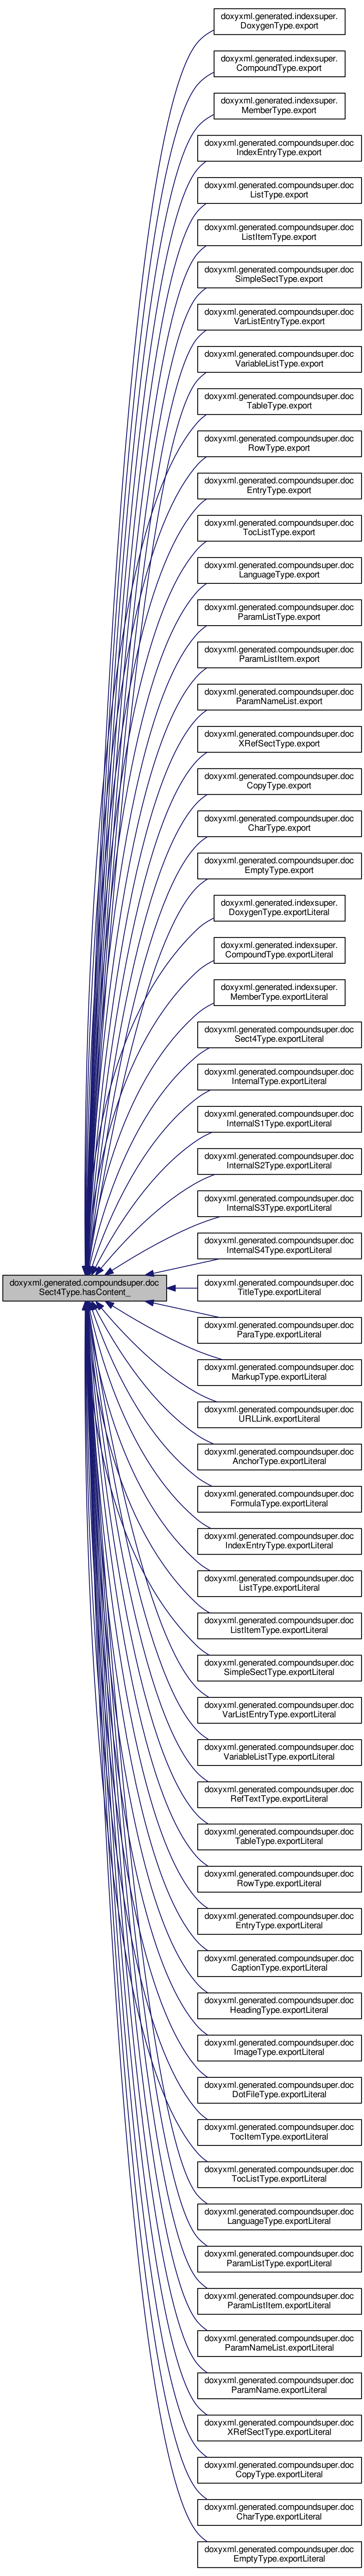 doxyxml.generated.indexsuper.
DoxygenType.export
doxyxml.generated.indexsuper.
CompoundType.export
doxyxml.generated.indexsuper.
MemberType.export
doxyxml.generated.compoundsuper.doc
IndexEntryType.export
doxyxml.generated.compoundsuper.doc
ListType.export
doxyxml.generated.compoundsuper.doc
ListItemType.export
doxyxml.generated.compoundsuper.doc
SimpleSectType.export
doxyxml.generated.compoundsuper.doc
VarListEntryType.export
doxyxml.generated.compoundsuper.doc
VariableListType.export
doxyxml.generated.compoundsuper.doc
TableType.export
doxyxml.generated.compoundsuper.doc
RowType.export
doxyxml.generated.compoundsuper.doc
EntryType.export
doxyxml.generated.compoundsuper.doc
TocListType.export
doxyxml.generated.compoundsuper.doc
LanguageType.export
doxyxml.generated.compoundsuper.doc
ParamListType.export
doxyxml.generated.compoundsuper.doc
ParamListItem.export
doxyxml.generated.compoundsuper.doc
ParamNameList.export
doxyxml.generated.compoundsuper.doc
XRefSectType.export
doxyxml.generated.compoundsuper.doc
CopyType.export
doxyxml.generated.compoundsuper.doc
CharType.export
doxyxml.generated.compoundsuper.doc
EmptyType.export
doxyxml.generated.indexsuper.
DoxygenType.exportLiteral
doxyxml.generated.indexsuper.
CompoundType.exportLiteral
doxyxml.generated.indexsuper.
MemberType.exportLiteral
doxyxml.generated.compoundsuper.doc
Sect4Type.exportLiteral
doxyxml.generated.compoundsuper.doc
InternalType.exportLiteral
doxyxml.generated.compoundsuper.doc
InternalS1Type.exportLiteral
doxyxml.generated.compoundsuper.doc
InternalS2Type.exportLiteral
doxyxml.generated.compoundsuper.doc
InternalS3Type.exportLiteral
doxyxml.generated.compoundsuper.doc
InternalS4Type.exportLiteral
doxyxml.generated.compoundsuper.doc
Sect4Type.hasContent_
doxyxml.generated.compoundsuper.doc
TitleType.exportLiteral
doxyxml.generated.compoundsuper.doc
ParaType.exportLiteral
doxyxml.generated.compoundsuper.doc
MarkupType.exportLiteral
doxyxml.generated.compoundsuper.doc
URLLink.exportLiteral
doxyxml.generated.compoundsuper.doc
AnchorType.exportLiteral
doxyxml.generated.compoundsuper.doc
FormulaType.exportLiteral
doxyxml.generated.compoundsuper.doc
IndexEntryType.exportLiteral
doxyxml.generated.compoundsuper.doc
ListType.exportLiteral
doxyxml.generated.compoundsuper.doc
ListItemType.exportLiteral
doxyxml.generated.compoundsuper.doc
SimpleSectType.exportLiteral
doxyxml.generated.compoundsuper.doc
VarListEntryType.exportLiteral
doxyxml.generated.compoundsuper.doc
VariableListType.exportLiteral
doxyxml.generated.compoundsuper.doc
RefTextType.exportLiteral
doxyxml.generated.compoundsuper.doc
TableType.exportLiteral
doxyxml.generated.compoundsuper.doc
RowType.exportLiteral
doxyxml.generated.compoundsuper.doc
EntryType.exportLiteral
doxyxml.generated.compoundsuper.doc
CaptionType.exportLiteral
doxyxml.generated.compoundsuper.doc
HeadingType.exportLiteral
doxyxml.generated.compoundsuper.doc
ImageType.exportLiteral
doxyxml.generated.compoundsuper.doc
DotFileType.exportLiteral
doxyxml.generated.compoundsuper.doc
TocItemType.exportLiteral
doxyxml.generated.compoundsuper.doc
TocListType.exportLiteral
doxyxml.generated.compoundsuper.doc
LanguageType.exportLiteral
doxyxml.generated.compoundsuper.doc
ParamListType.exportLiteral
doxyxml.generated.compoundsuper.doc
ParamListItem.exportLiteral
doxyxml.generated.compoundsuper.doc
ParamNameList.exportLiteral
doxyxml.generated.compoundsuper.doc
ParamName.exportLiteral
doxyxml.generated.compoundsuper.doc
XRefSectType.exportLiteral
doxyxml.generated.compoundsuper.doc
CopyType.exportLiteral
doxyxml.generated.compoundsuper.doc
CharType.exportLiteral
doxyxml.generated.compoundsuper.doc
EmptyType.exportLiteral